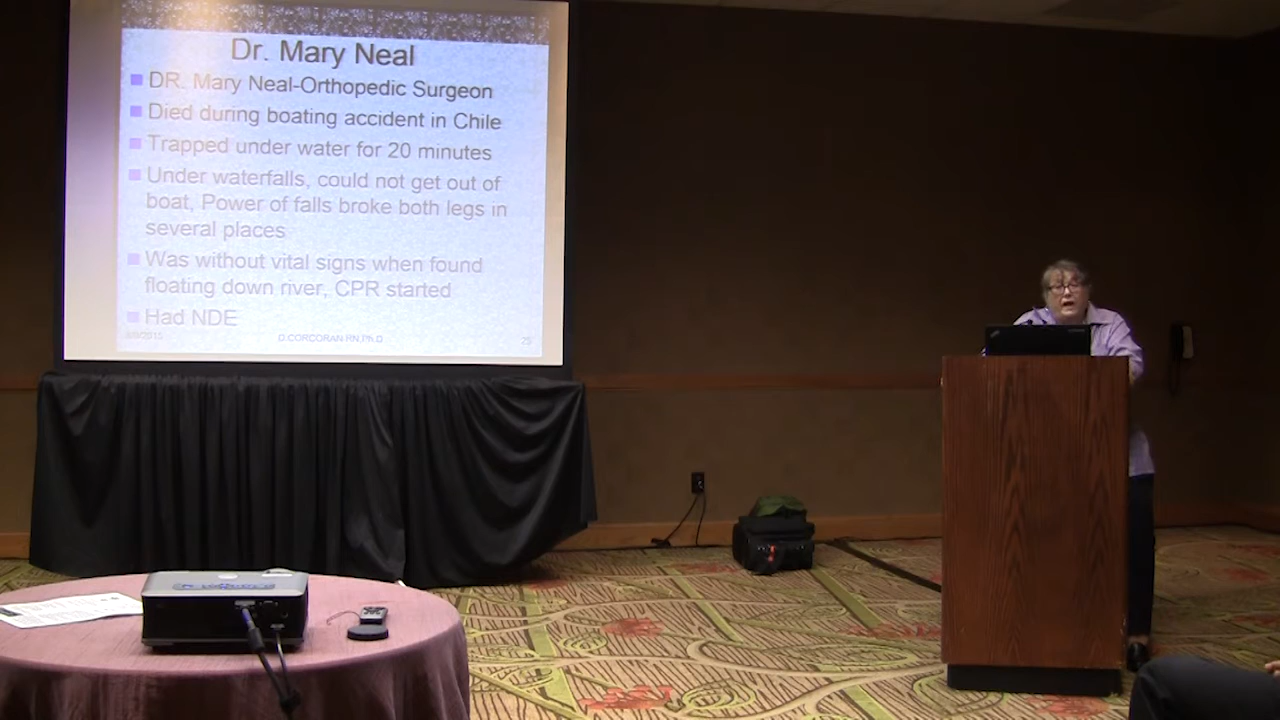 Dr. Mary Neal
DR. Mary Neal-Orthopedic Surgeon
Died during boating accident in Chile
Trapped under water for 20 minutes
Under waterfalls, could not get out of
boat, Power of falls broke both legs in
several places
Was without vital signs when found
floating down river, CPR started
Had NDE
D.CORCORAN.RN,Ph.D.
25